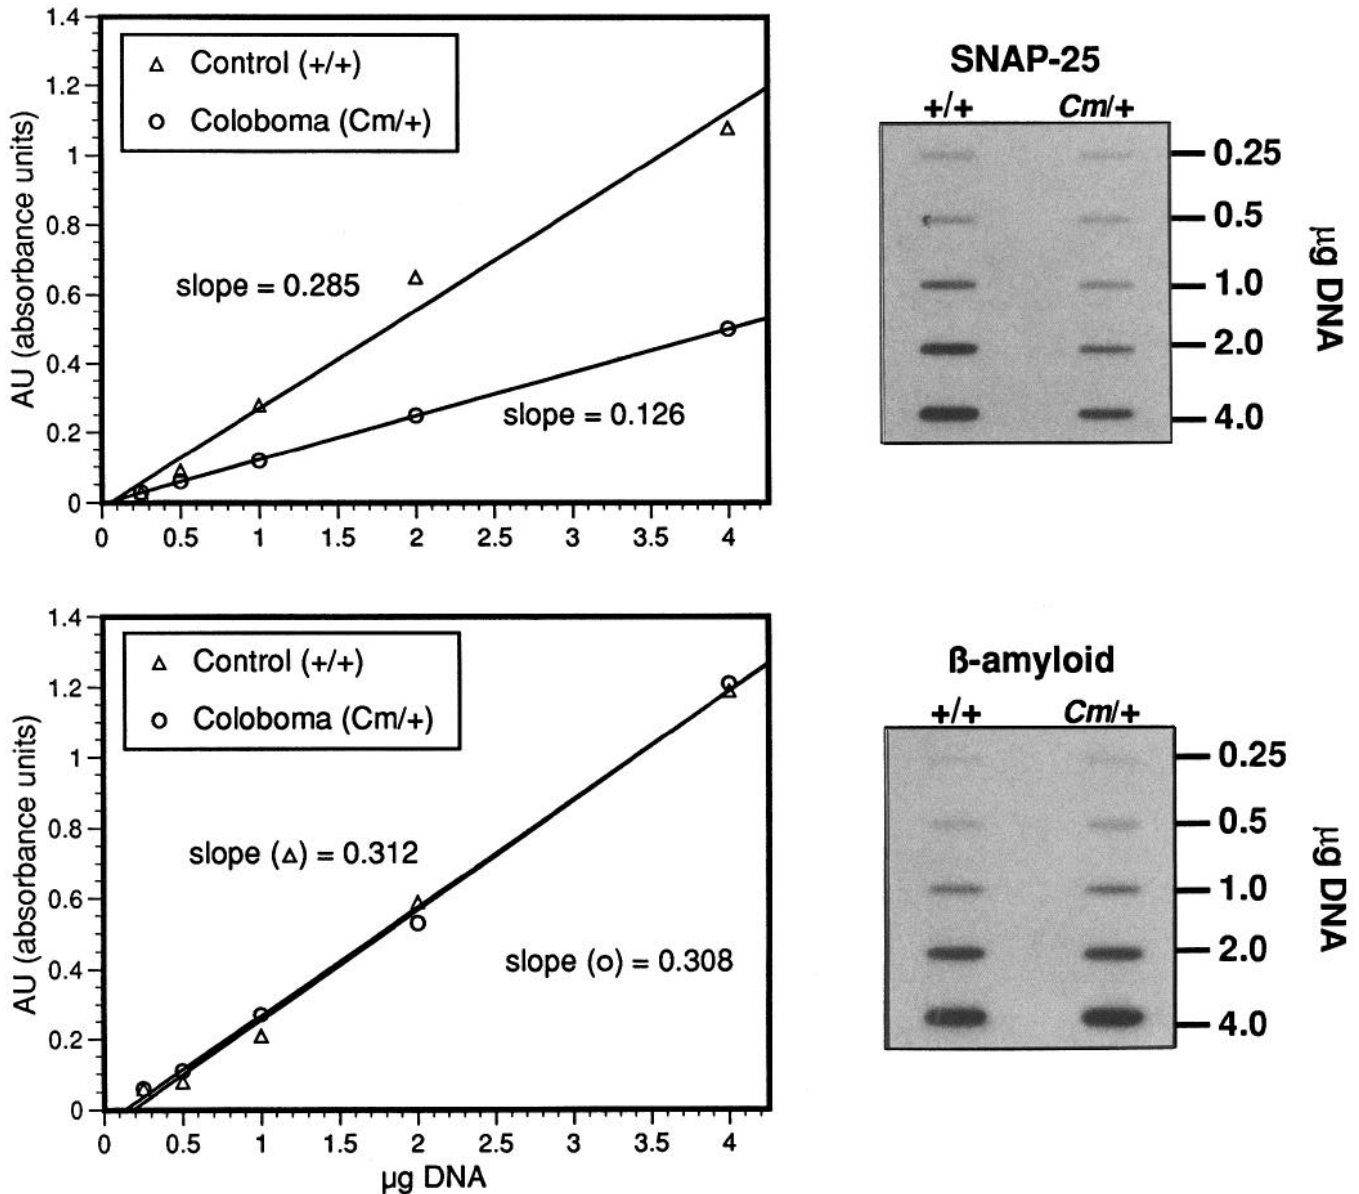 1.4
1.2
1
0.8
0.6
0.4
0.2
0
AU (absorbance units)
△ Control (+/+)
○ Coloboma (Cm/+)
slope = 0.285
slope = 0.126
0 0.5 1 1.5 2 2.5 3 3.5 4
SNAP-25
+/+ Cm/+
0.25
0.5
1.0
2.0
4.0
µg DNA
1.4
1.2
1
0.8
0.6
0.4
0.2
0
AU (absorbance units)
△ Control (+/+)
○ Coloboma (Cm/+)
slope (△) = 0.312
slope (o) = 0.308
0 0.5 1 1.5 2 2.5 3 3.5 4
µg DNA
ß-amyloid
+/+ Cm/+
0.25
0.5
1.0
2.0
4.0
µg DNA